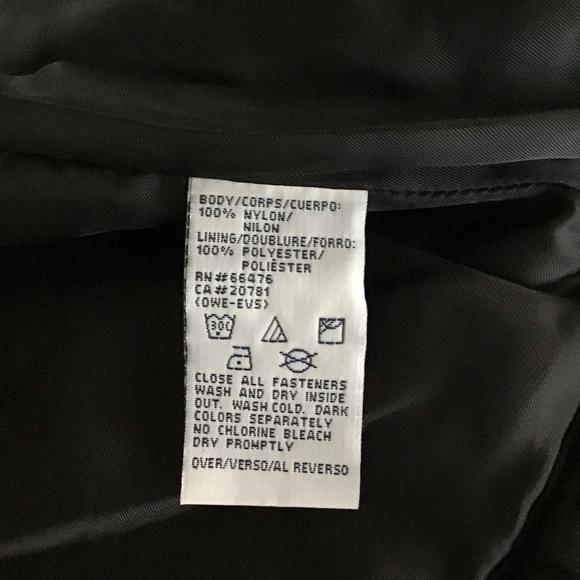 BODY/CORPS/CUERPO:
100% NYLON/
NILON
LINING/DOUBLURE/FORRO:
100% POLYESTER/
POLIÉSTER
RN#66476
CA#20781
(OWE-EVS)
30C
CLOSE ALL FASTENERS
WASH AND DRY INSIDE
OUT. WASH COLD. DARK
COLORS SEPARATELY
NO CHLORINE BLEACH
DRY PROMPTLY
OVER/VERSO/AL REVERSO